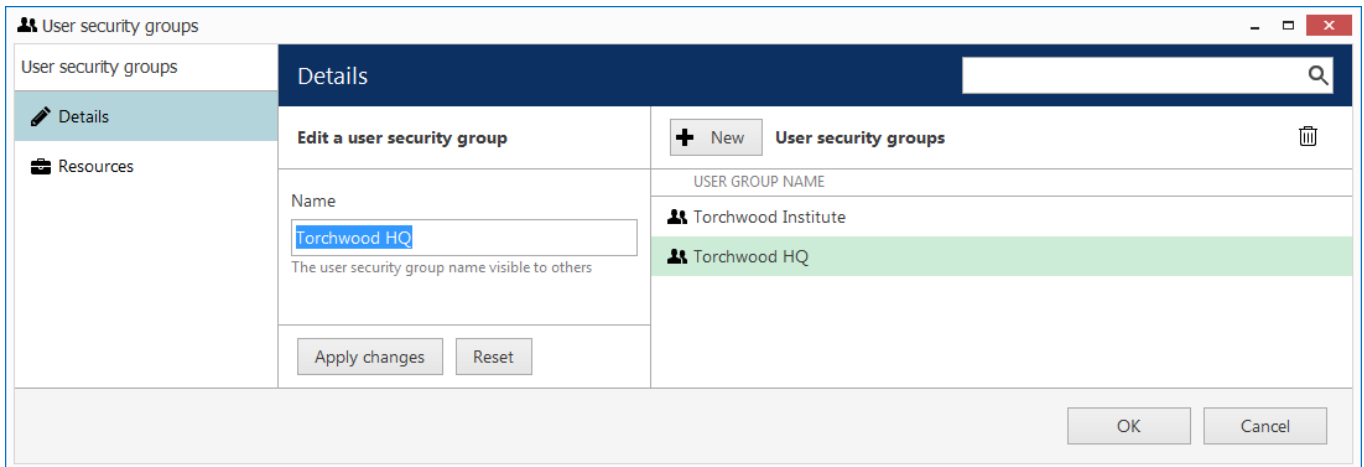 User security groups
User security groups
Details
Resources
Details
Edit a user security group
Name
Torchwood HQ
The user security group name visible to others
Apply changes Reset
New User security groups
USER GROUP NAME
Torchwood Institute
Torchwood HQ
OK Cancel